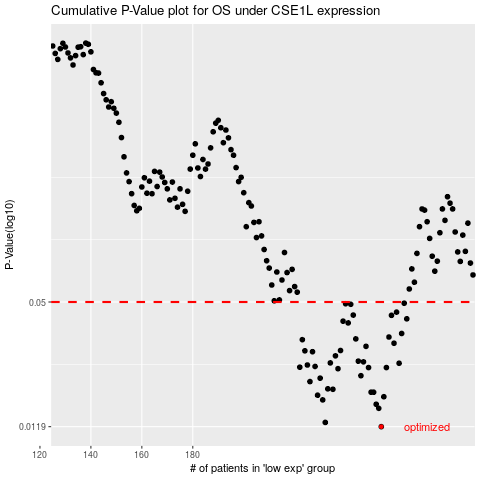 Cumulative P-Value plot for OS under CSE1L expression
P-Value(log10)
0.05
0.0119
optimized
120 140 160 180
# of patients in 'low exp' group